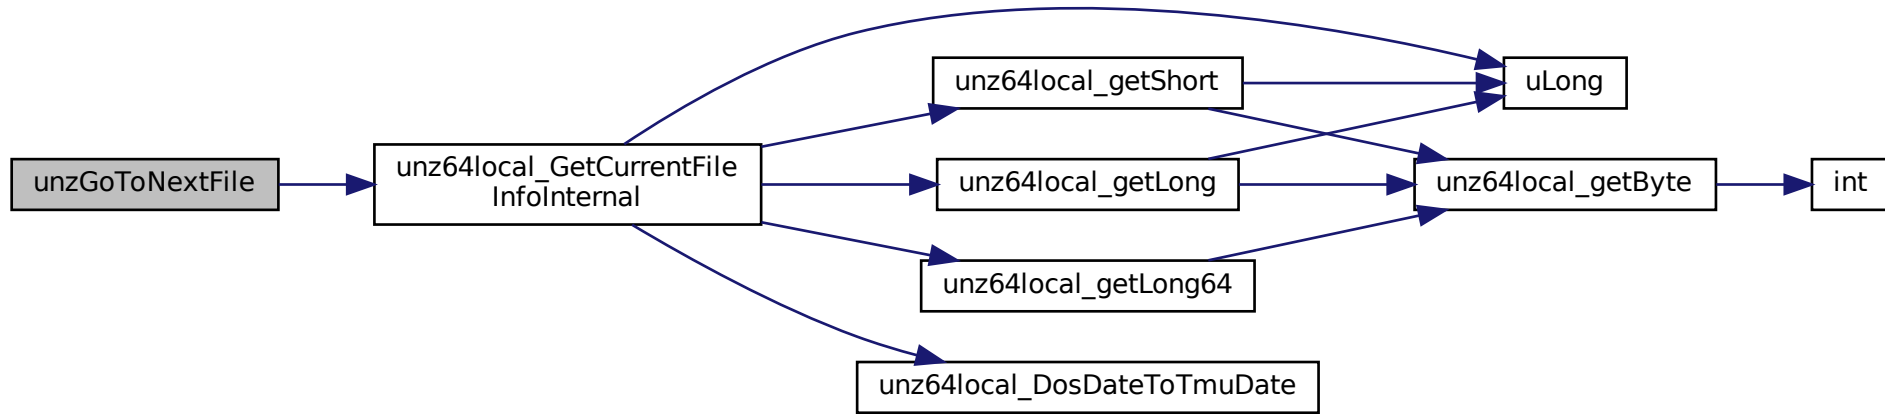 unzGoToNextFile
unz64local_GetCurrentFile
InfoInternal
unz64local_getShort
unz64local_getLong
unz64local_getLong64
unz64local_DosDateToTmuDate
uLong
unz64local_getByte
int